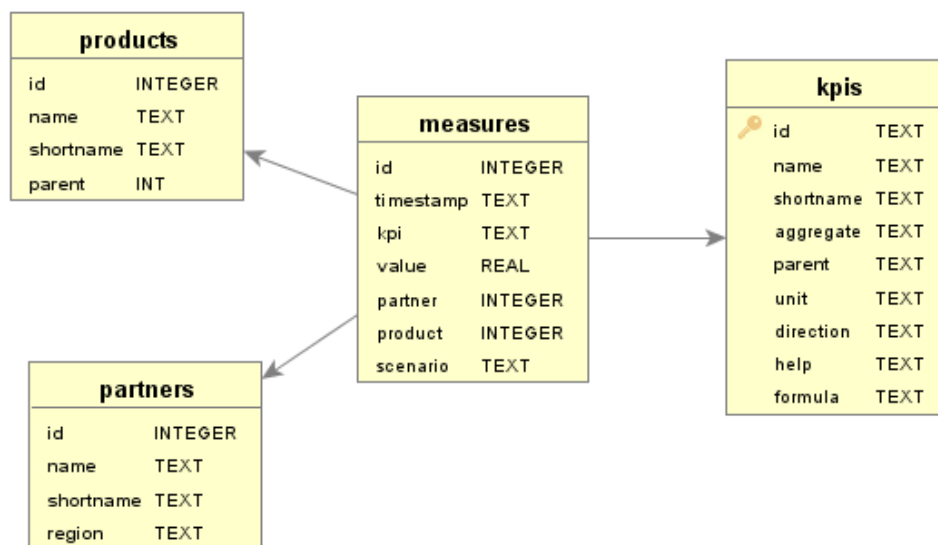 products
id INTEGER
name TEXT
shortname TEXT
parent INT
measures
id INTEGER
timestamp TEXT
kpi TEXT
value REAL
partner INTEGER
product INTEGER
scenario TEXT
kpis
id TEXT
name TEXT
shortname TEXT
aggregate TEXT
parent TEXT
unit TEXT
direction TEXT
help TEXT
formula TEXT
partners
id INTEGER
name TEXT
shortname TEXT
region TEXT